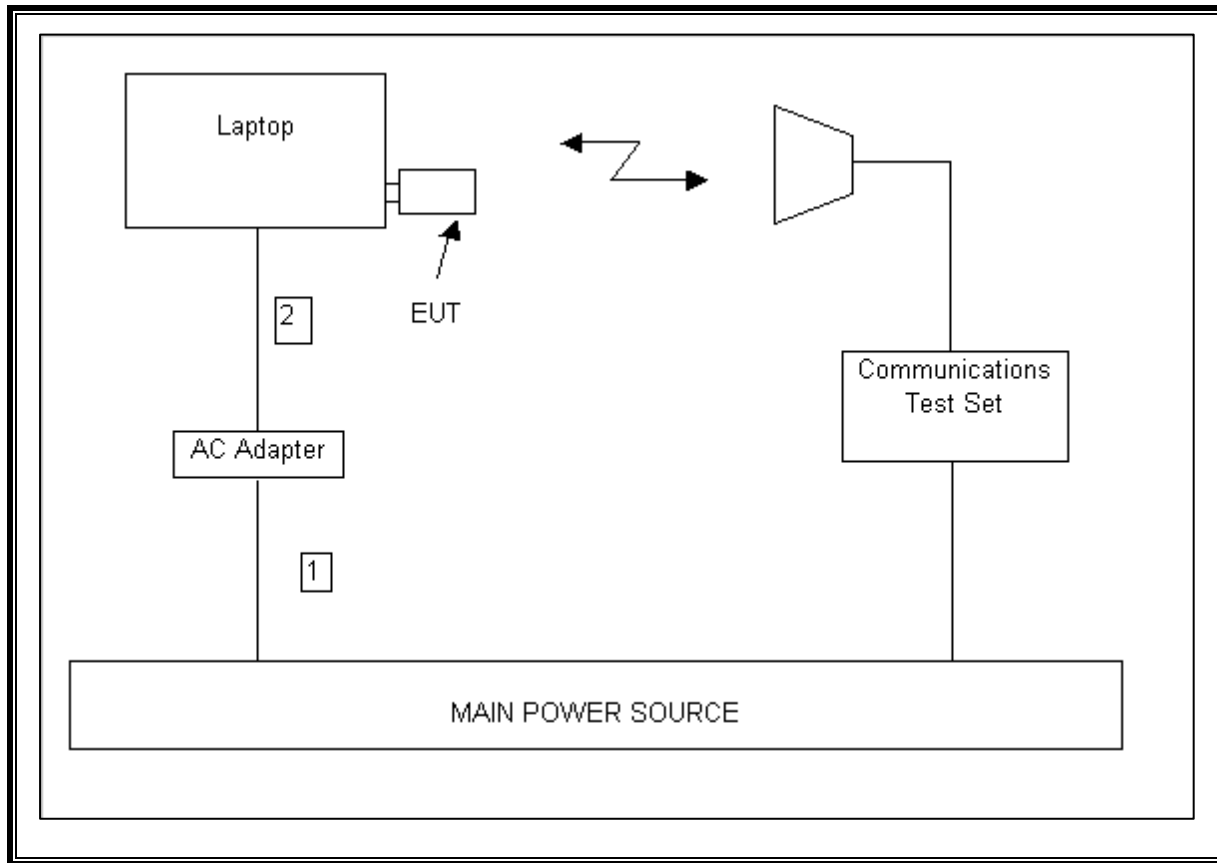 Laptop
EUT
2
Communications
Test Set
AC Adapter
1
MAIN POWER SOURCE